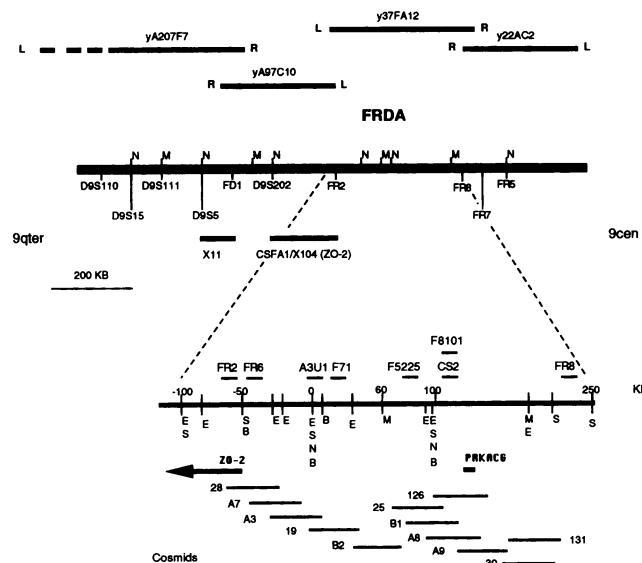 y37FA12
L R y22AC2
yA207F7 R L
L R
yA97C10
R L
FRDA
N M N M N N M N M N
D9S110 D9S111 FD1 D9S202 FR2 FR8 FR5
D9S15 D9S5 FR7
9qter 9cen
X11 CSFA1/X104 (ZO-2)
200 KB
F8101
FR2 FR6 A3U1 F71 F5225 CS2 FR8
-100 -50 0 60 100 250
E E S E E E B E M E E M S S
S B S S E
N N
B B
ZO-2 PRKACG
28 126
A7 25
A3 B1
19 A8 131
B2 A9
Cosmids